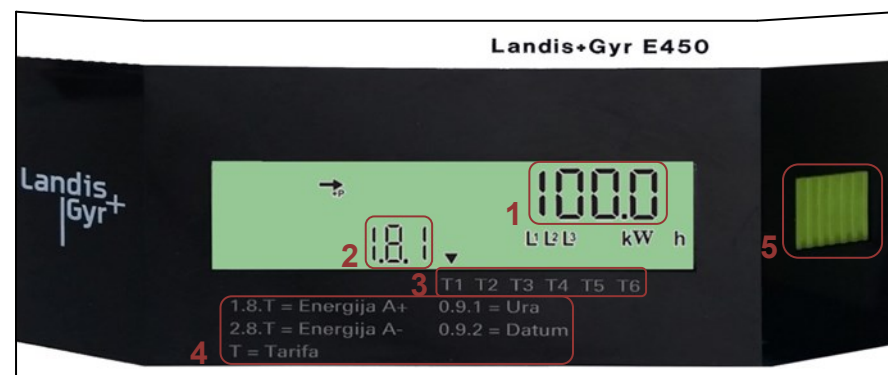 Landis+Gyr E450
Landis
Gyr+
+P
1
100.0
L1 L2 L3 kW h
2
1.8.1
3
T1 T2 T3 T4 T5 T6
4
1.8.T = Energija A+ 0.9.1 = Ura
2.8.T = Energija A- 0.9.2 = Datum
T = Tarifa
5